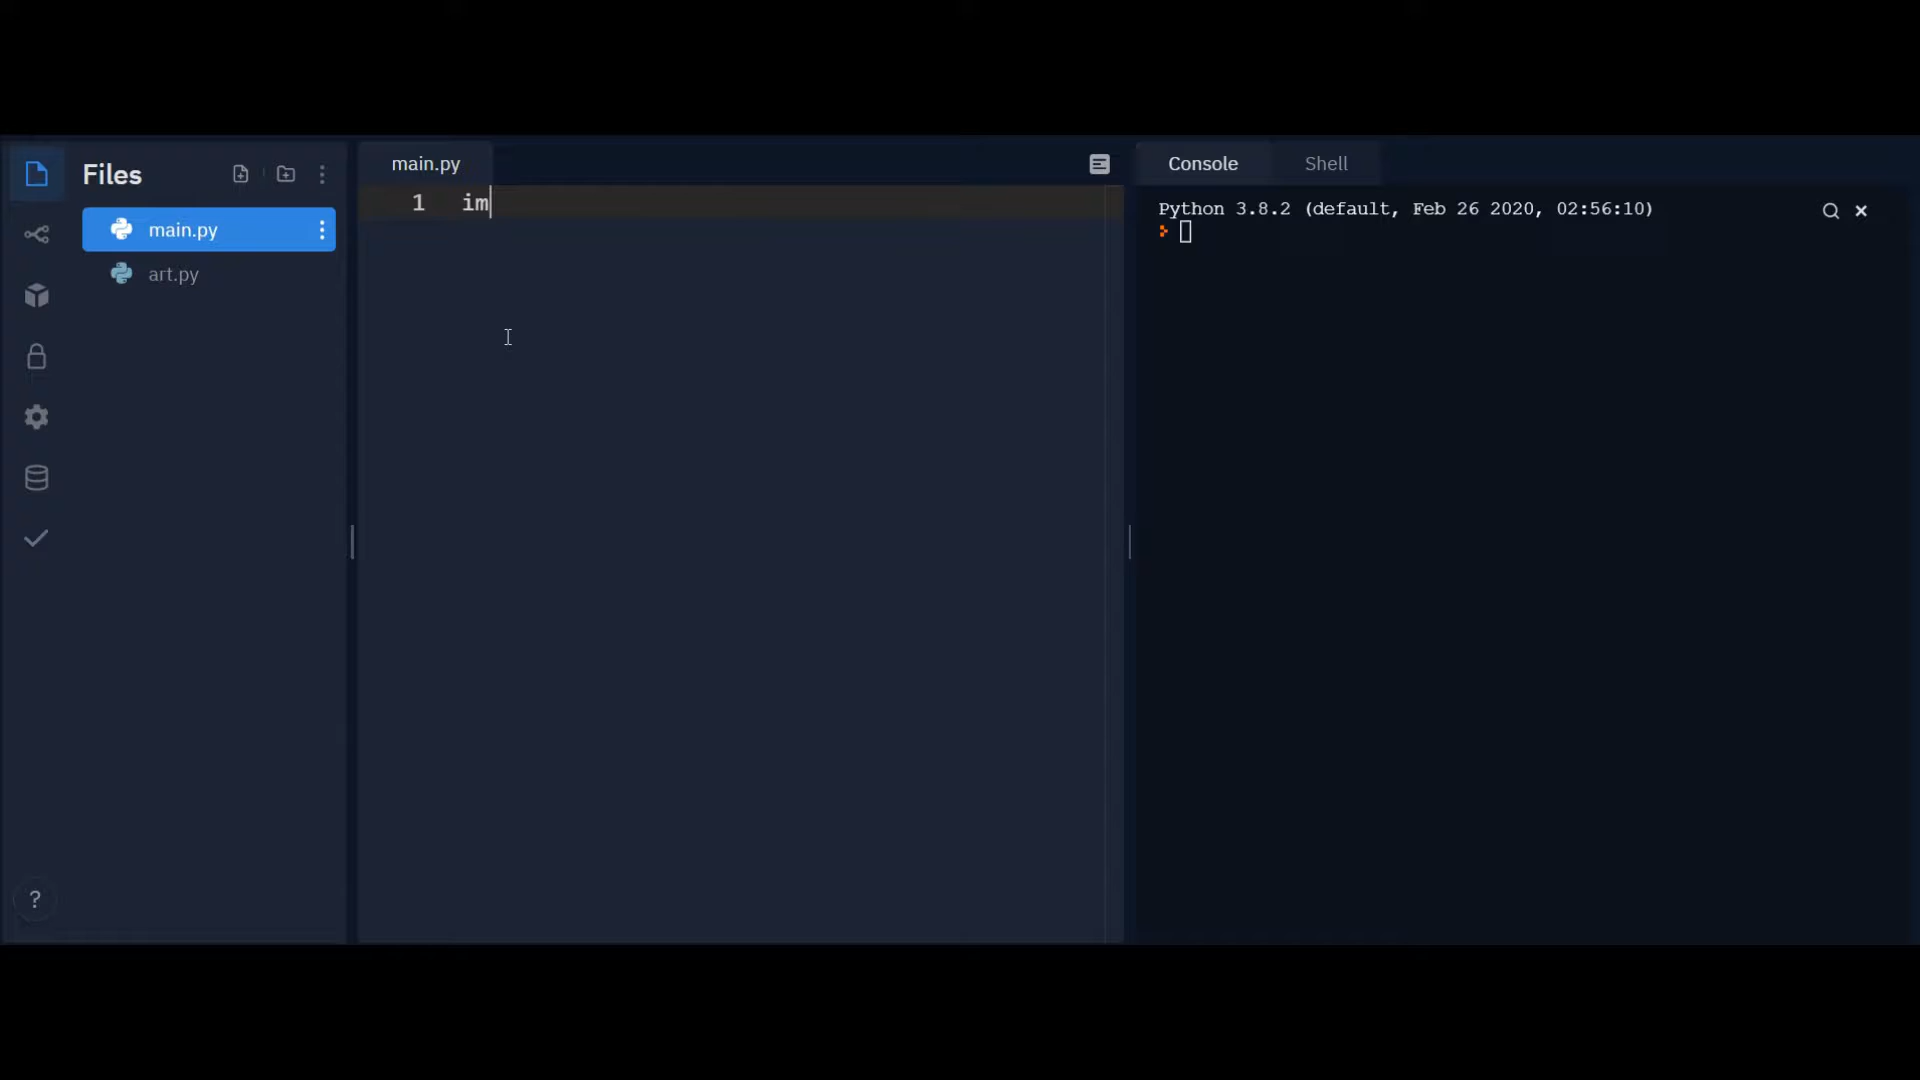 Files
main.py
art.py
main.py
1 im
Console
Shell
Python 3.8.2 (default, Feb 26 2020, 02:56:10)
?